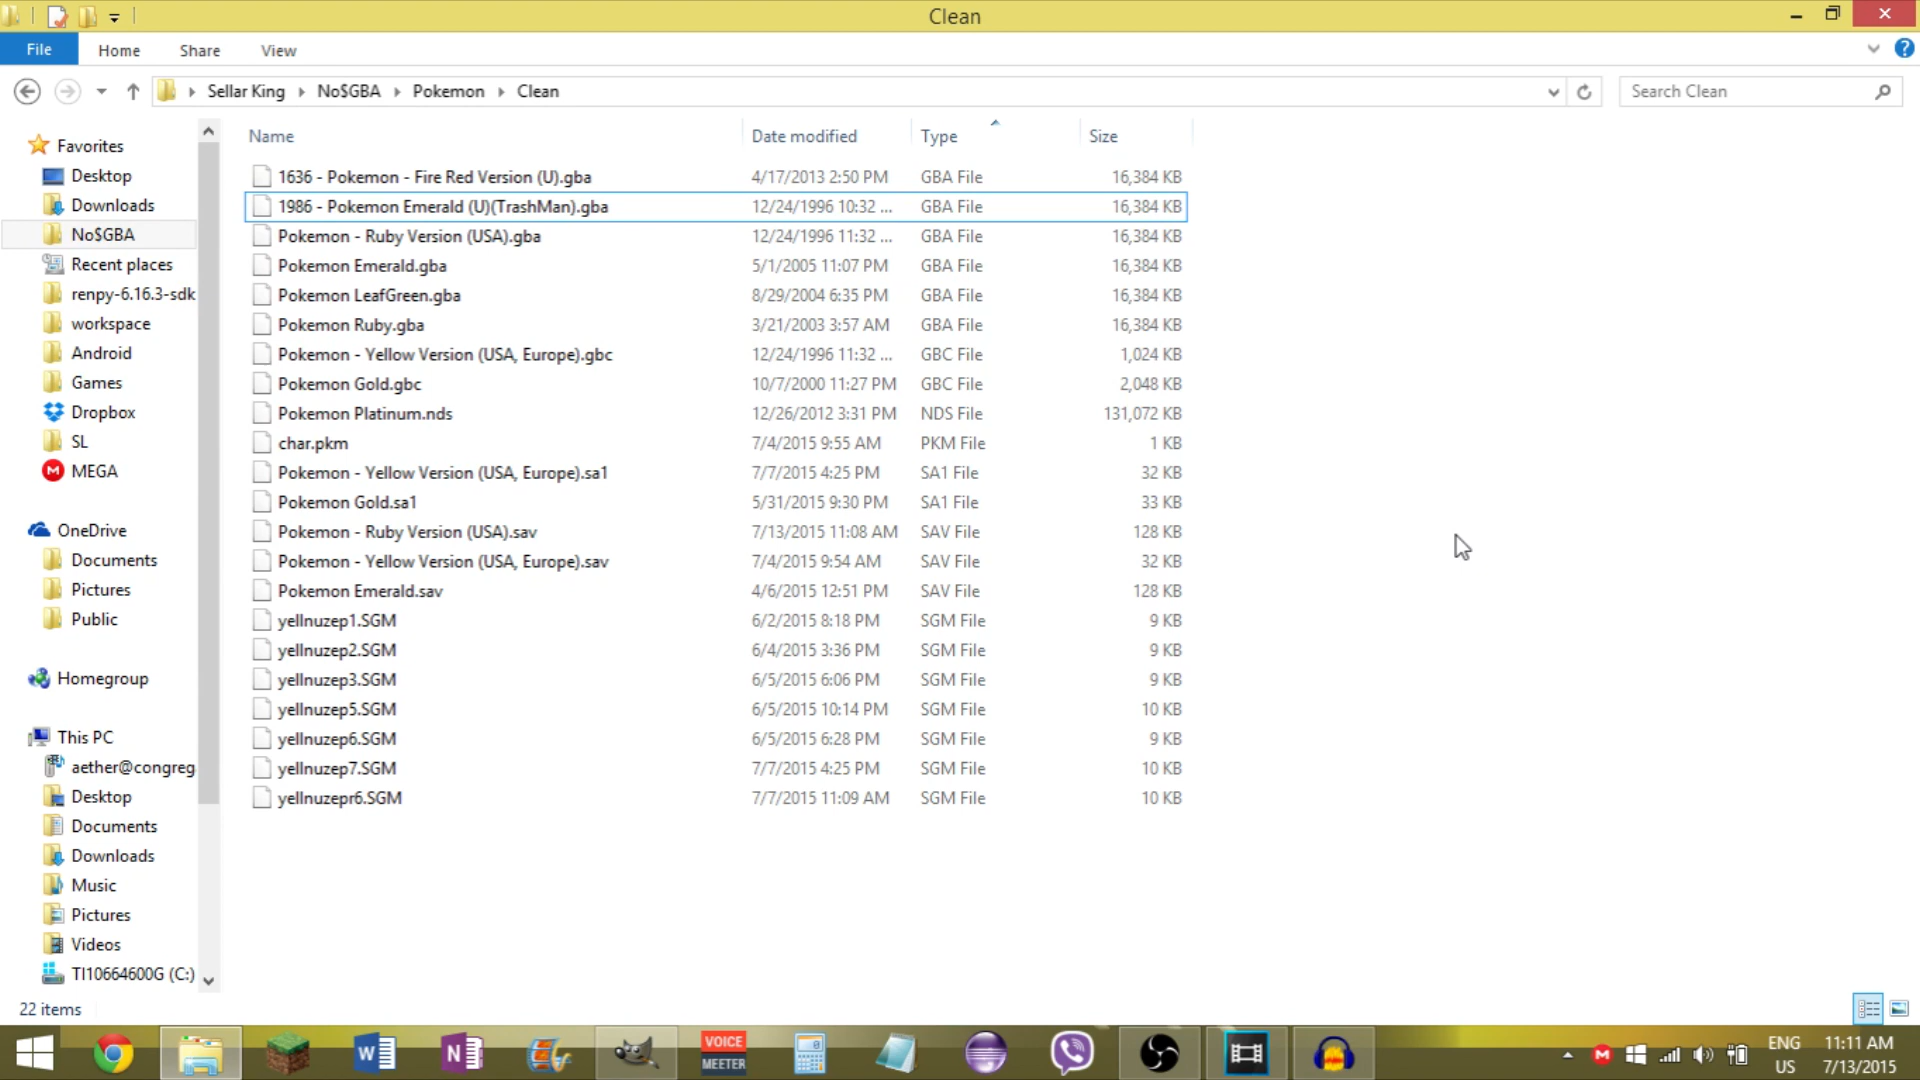 Clean
File Home Share View
Sellar King No$GBA Pokemon Clean
Search Clean
Name Date modified Type Size
1636 - Pokemon - Fire Red Version (U).gba 4/17/2013 2:50 PM GBA File 16,384 KB
1986 - Pokemon Emerald (U)(TrashMan).gba 12/24/1996 10:32 ... GBA File 16,384 KB
Pokemon - Ruby Version (USA).gba 12/24/1996 11:32 ... GBA File 16,384 KB
Pokemon Emerald.gba 5/1/2005 11:07 PM GBA File 16,384 KB
Pokemon LeafGreen.gba 8/29/2004 6:35 PM GBA File 16,384 KB
Pokemon Ruby.gba 3/21/2003 3:57 AM GBA File 16,384 KB
Pokemon - Yellow Version (USA, Europe).gbc 12/24/1996 11:32 ... GBC File 1,024 KB
Pokemon Gold.gbc 10/7/2000 11:27 PM GBC File 2,048 KB
Pokemon Platinum.nds 12/26/2012 3:31 PM NDS File 131,072 KB
char.pkm 7/4/2015 9:55 AM PKM File 1 KB
Pokemon - Yellow Version (USA, Europe).sa1 7/7/2015 4:25 PM SA1 File 32 KB
Pokemon Gold.sa1 5/31/2015 9:30 PM SA1 File 33 KB
Pokemon - Ruby Version (USA).sav 7/13/2015 11:08 AM SAV File 128 KB
Pokemon - Yellow Version (USA, Europe).sav 7/4/2015 9:54 AM SAV File 32 KB
Pokemon Emerald.sav 4/6/2015 12:51 PM SAV File 128 KB
yellnuzep1.SGM 6/2/2015 8:18 PM SGM File 9 KB
yellnuzep2.SGM 6/4/2015 3:36 PM SGM File 9 KB
yellnuzep3.SGM 6/5/2015 6:06 PM SGM File 9 KB
yellnuzep5.SGM 6/5/2015 10:14 PM SGM File 10 KB
yellnuzep6.SGM 6/5/2015 6:28 PM SGM File 9 KB
yellnuzep7.SGM 7/7/2015 4:25 PM SGM File 10 KB
yellnuzepr6.SGM 7/7/2015 11:09 AM SGM File 10 KB
Favorites
Desktop
Downloads
No$GBA
Recent places
renpy-6.16.3-sdk
workspace
Android
Games
Dropbox
SL
MEGA
OneDrive
Documents
Pictures
Public
Homegroup
This PC
aether@congreg
Desktop
Documents
Downloads
Music
Pictures
Videos
TI10664600G (C:)
22 items
VOICE
MEETER
ENG
US
11:11 AM
7/13/2015